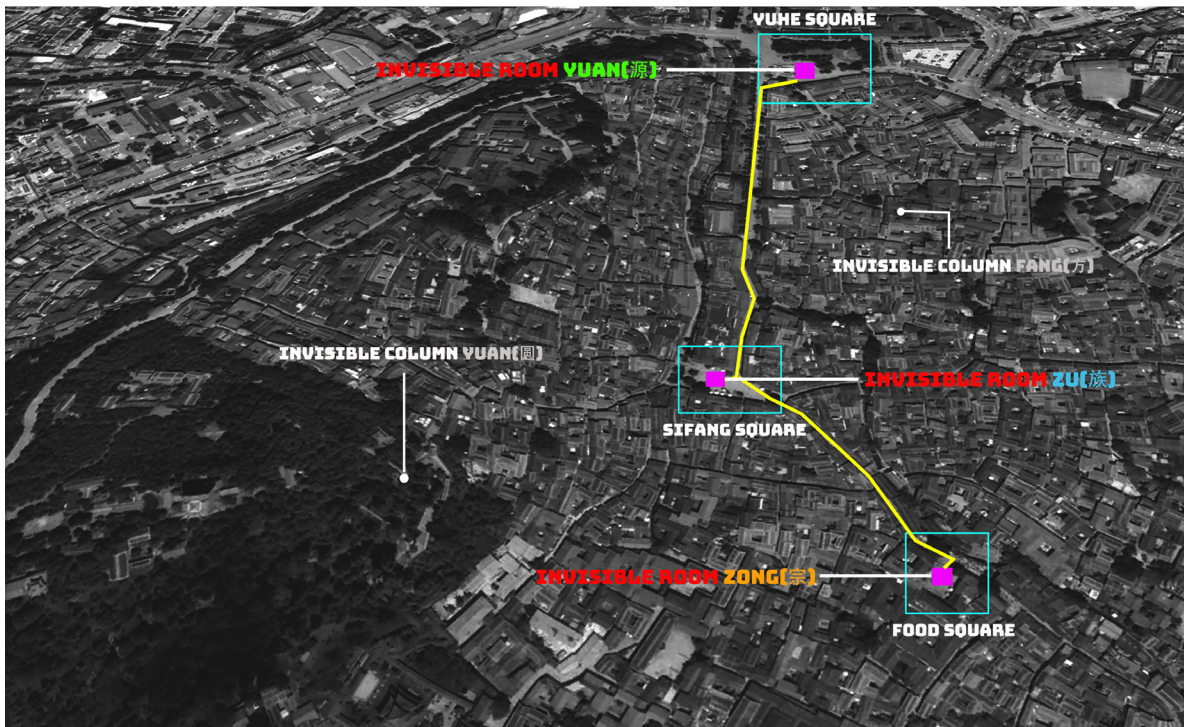 YUHE SQUARE
INVISIBLE ROOM YUAN(源)
INVISIBLE COLUMN FANG(方)
INVISIBLE COLUMN YUAN(圆)
INVISIBLE ROOM ZU(族)
SIFANG SQUARE
INVISIBLE ROOM ZONG(宗)
FOOD SQUARE